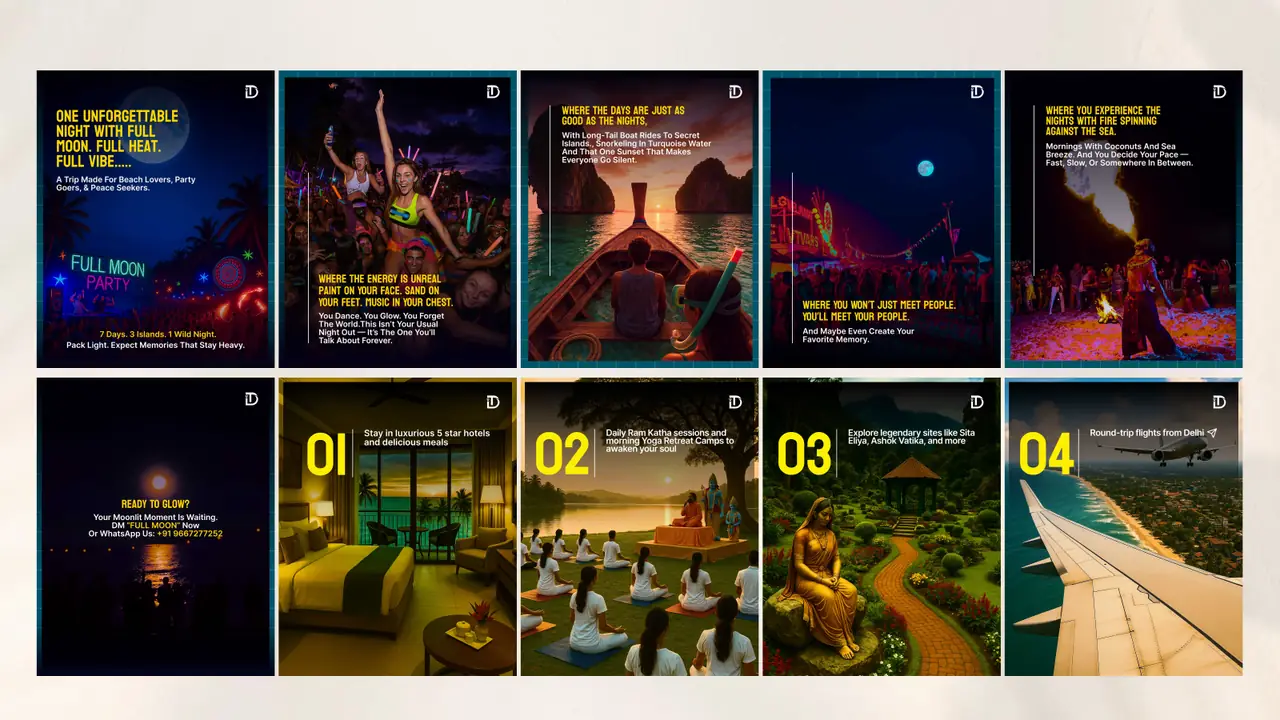 ID
ONE UNFORGETTABLE
NIGHT WITH FULL
MOON. FULL HEAT.
FULL VIBE.....
A Trip Made For Beach Lovers, Party
Goers, & Peace Seekers.
FULL MOON
PARTY
7 Days. 3 Islands. 1 Wild Night.
Pack Light. Expect Memories That Stay Heavy.
ID
WHERE THE ENERGY IS UNREAL
PAINT ON YOUR FACE. SAND ON
YOUR FEET. MUSIC IN YOUR CHEST.
You Dance. You Glow. You Forget
The World.This Isn't Your Usual
Night Out — It's The One You'll
Talk About Forever.
ID
WHERE THE DAYS ARE JUST AS
GOOD AS THE NIGHTS,
With Long-Tail Boat Rides To Secret
Islands., Snorkeling In Turquoise Water
And That One Sunset That Makes
Everyone Go Silent.
ID
WHERE YOU WON'T JUST MEET PEOPLE.
YOU'LL MEET YOUR PEOPLE.
And Maybe Even Create Your
Favorite Memory.
ID
WHERE YOU EXPERIENCE THE
NIGHTS WITH FIRE SPINNING
AGAINST THE SEA.
Mornings With Coconuts And Sea
Breeze. And You Decide Your Pace —
Fast, Slow, Or Somewhere In Between.
ID
READY TO GLOW?
Your Moonlit Moment Is Waiting.
DM "FULL MOON" Now
Or WhatsApp Us: +91 9667277252
ID
01
Stay in luxurious 5 star hotels
and delicious meals
ID
02
Daily Ram Katha sessions and
morning Yoga Retreat Camps to
awaken your soul
ID
03
Explore legendary sites like Sita
Eliya, Ashok Vatika, and more
ID
04
Round-trip flights from Delhi